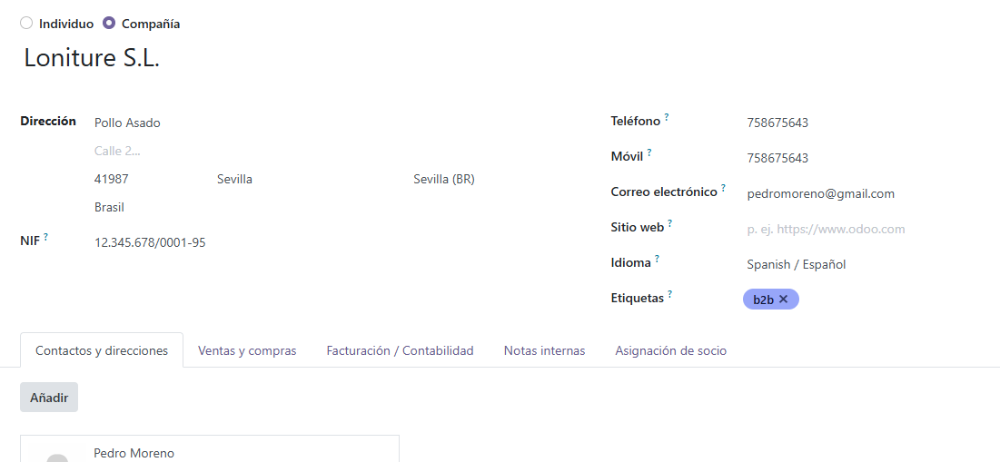 Individuo Compañía
Loniture S.L.
Dirección Pollo Asado
Calle 2...
41987 Sevilla Sevilla (BR)
Brasil
NIF ? 12.345.678/0001-95
Teléfono ? 758675643
Móvil ? 758675643
Correo electrónico ? pedromoreno@gmail.com
Sitio web ? p. ej. https://www.odoo.com
Idioma ? Spanish / Español
Etiquetas ? b2b ✕
Contactos y direcciones Ventas y compras Facturación / Contabilidad Notas internas Asignación de socio
Añadir
Pedro Moreno